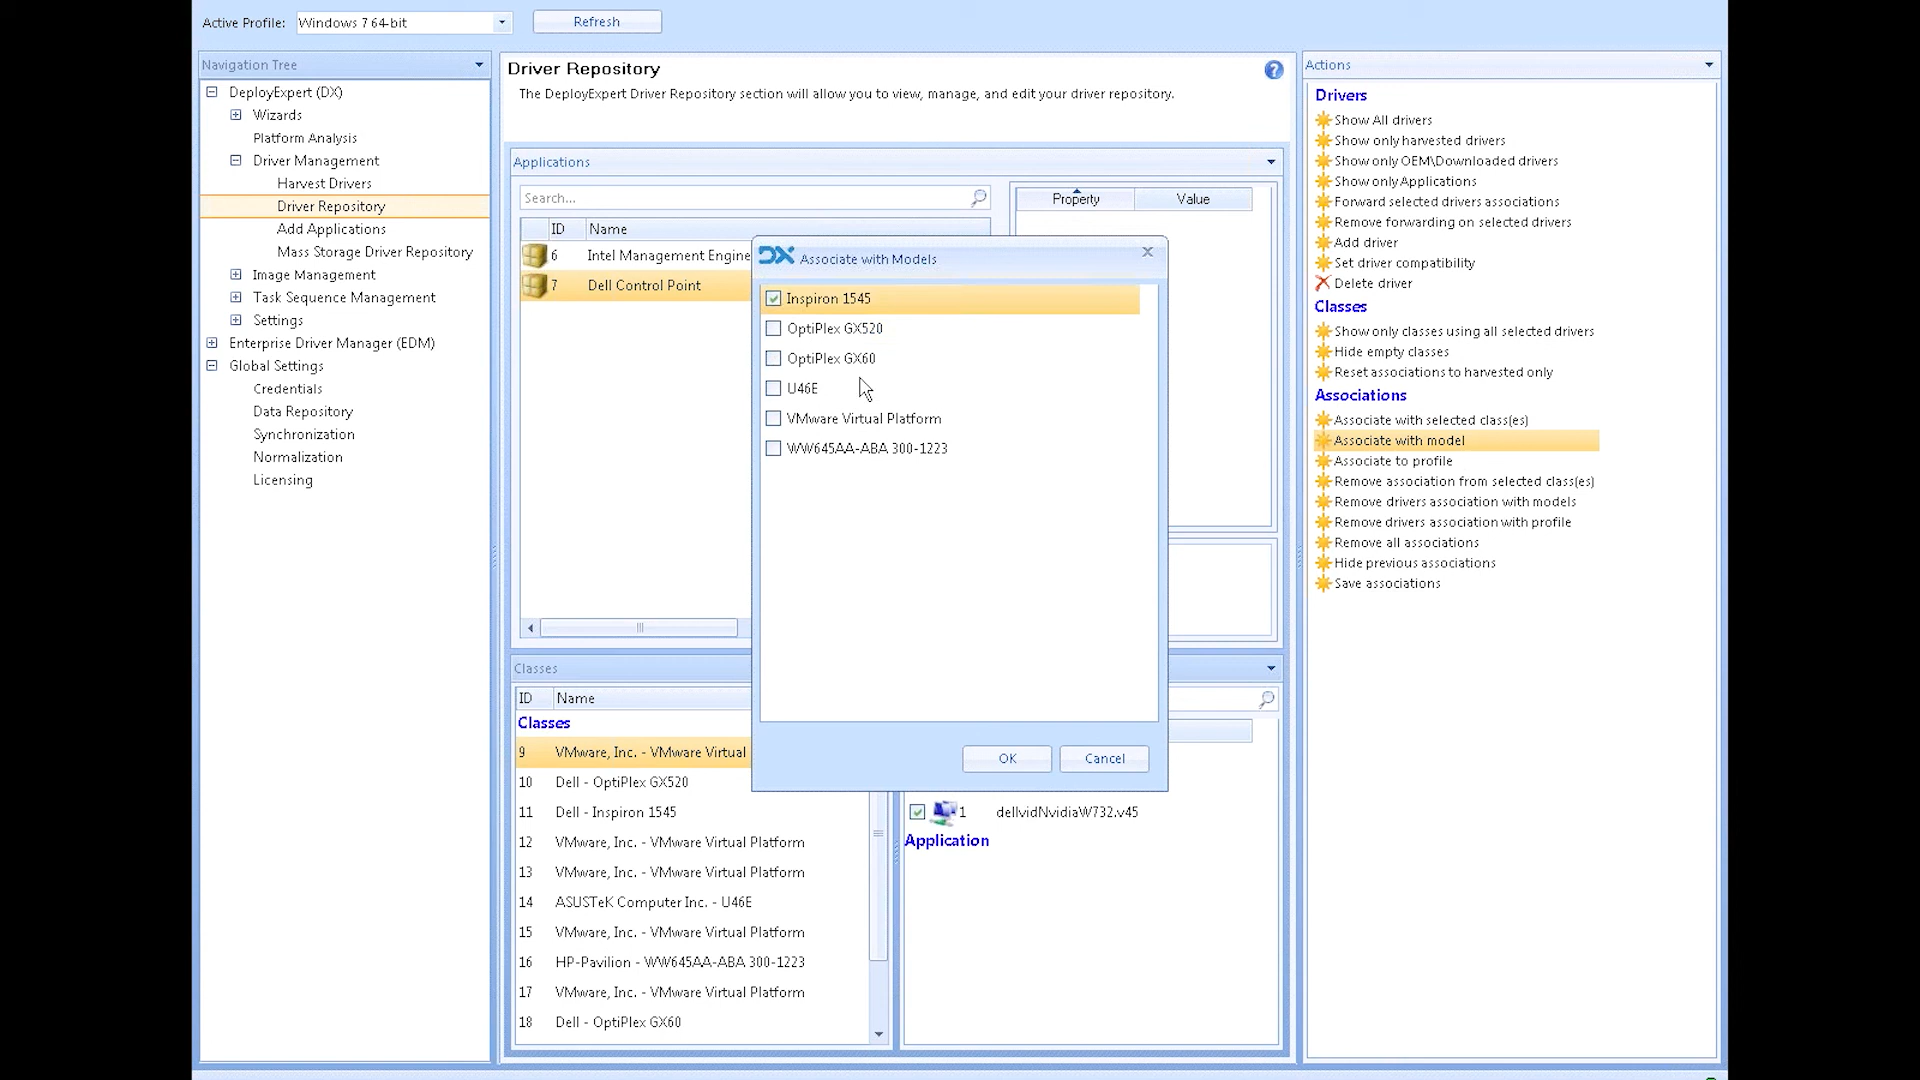 Active Profile: Windows 7 64-bit Refresh
Navigation Tree
DeployExpert (DX)
Wizards
Platform Analysis
Driver Management
Harvest Drivers
Driver Repository
Add Applications
Mass Storage Driver Repository
Image Management
Task Sequence Management
Settings
Enterprise Driver Manager (EDM)
Global Settings
Credentials
Data Repository
Synchronization
Normalization
Licensing
Driver Repository
The DeployExpert Driver Repository section will allow you to view, manage, and edit your driver repository.
Applications
Search...
ID Name
6 Intel Management Engine
7 Dell Control Point
Property Value
DX Associate with Models
Inspiron 1545
OptiPlex GX520
OptiPlex GX60
U46E
VMware Virtual Platform
WW645AA-ABA 300-1223
OK Cancel
Classes
ID Name
Classes
9 VMware, Inc. - VMware Virtual
10 Dell - OptiPlex GX520
11 Dell - Inspiron 1545
12 VMware, Inc. - VMware Virtual Platform
13 VMware, Inc. - VMware Virtual Platform
14 ASUSTeK Computer Inc. - U46E
15 VMware, Inc. - VMware Virtual Platform
16 HP-Pavilion - WW645AA-ABA 300-1223
17 VMware, Inc. - VMware Virtual Platform
18 Dell - OptiPlex GX60
1 dellvidNvidiaW732.v45
Application
Actions
Drivers
Show All drivers
Show only harvested drivers
Show only OEM\Downloaded drivers
Show only Applications
Forward selected drivers associations
Remove forwarding on selected drivers
Add driver
Set driver compatibility
Delete driver
Classes
Show only classes using all selected drivers
Hide empty classes
Reset associations to harvested only
Associations
Associate with selected class(es)
Associate with model
Associate to profile
Remove association from selected class(es)
Remove drivers association with models
Remove drivers association with profile
Remove all associations
Hide previous associations
Save associations